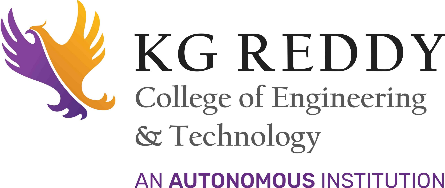 KG REDDY
College of Engineering
& Technology
AN AUTONOMOUS INSTITUTION